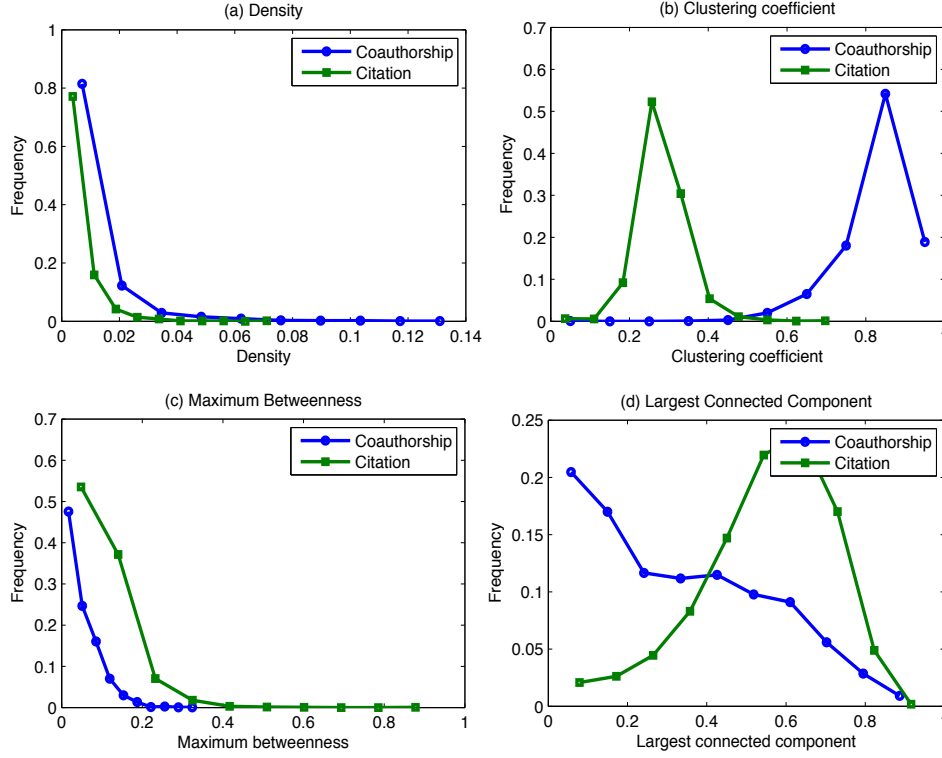 (a) Density
1
0.8
0.6
0.4
0.2
0
Frequency
0 0.02 0.04 0.06 0.08 0.1 0.12 0.14
Density
Coauthorship
Citation
(b) Clustering coefficient
0.7
0.6
0.5
0.4
0.3
0.2
0.1
0
Frequency
0 0.2 0.4 0.6 0.8
Clustering coefficient
Coauthorship
Citation
(c) Maximum Betweenness
0.7
0.6
0.5
0.4
0.3
0.2
0.1
0
Frequency
0 0.2 0.4 0.6 0.8 1
Maximum betweenness
Coauthorship
Citation
(d) Largest Connected Component
0.25
0.2
0.15
0.1
0.05
0
Frequency
0 0.2 0.4 0.6 0.8
Largest connected component
Coauthorship
Citation